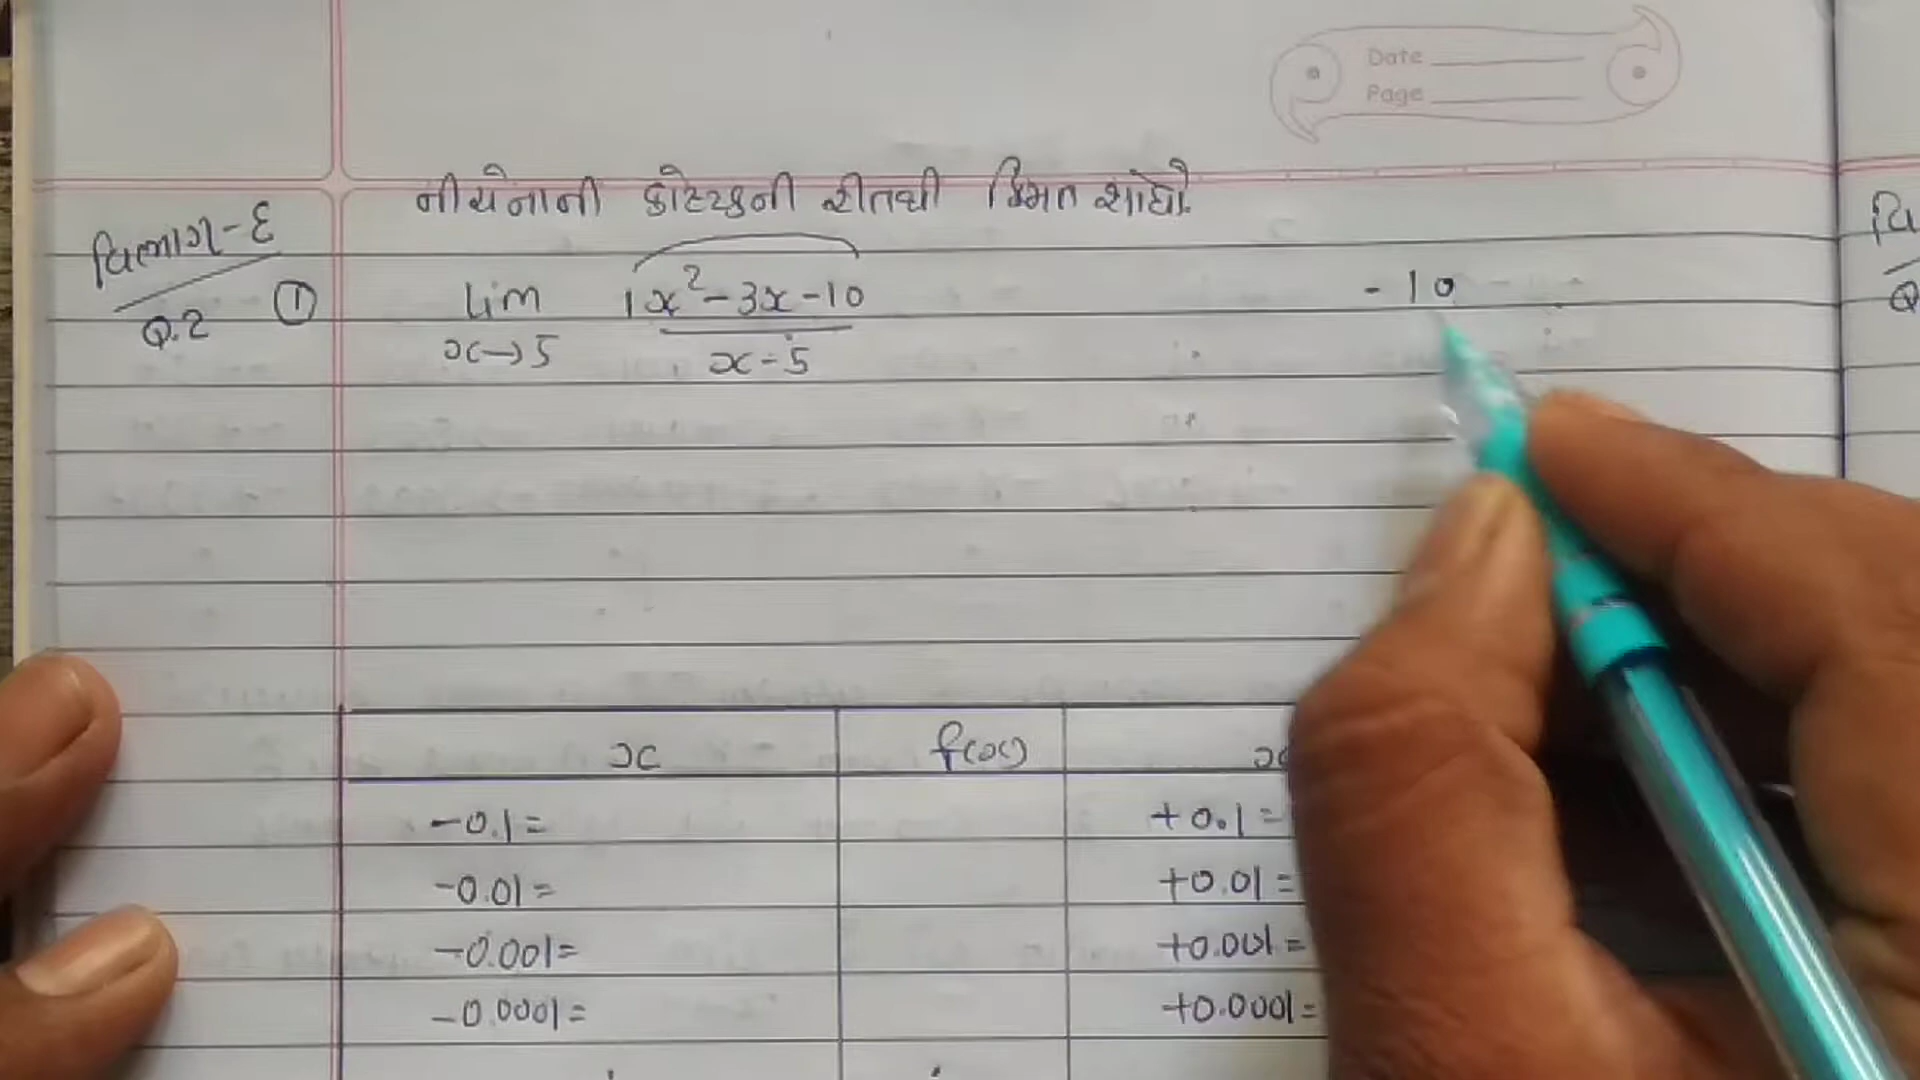 Date
Page
નીચેનાની કોષ્ટકની રીતથી કિંમત શોધો.
વિભાગ-E
Q.2 ①
lim 1x²-3x-10
x→5 x-5
-10
x f(x) x
-0.1= +0.1=
-0.01= +0.01=
-0.001= +0.001=
-0.0001= +0.0001=
વિ
Q